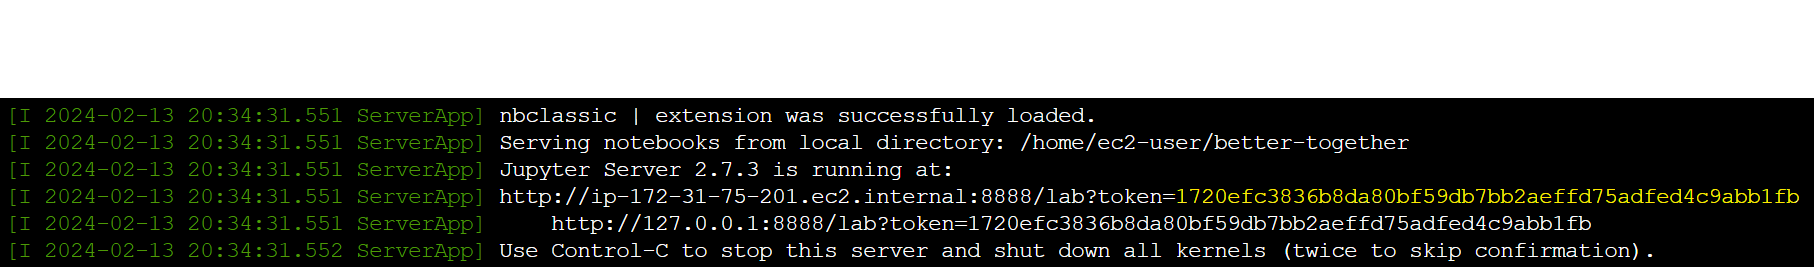 [I 2024-02-13 20:34:31.551 ServerApp] nbclassic | extension was successfully loaded.
[I 2024-02-13 20:34:31.551 ServerApp] Serving notebooks from local directory: /home/ec2-user/better-together
[I 2024-02-13 20:34:31.551 ServerApp] Jupyter Server 2.7.3 is running at:
[I 2024-02-13 20:34:31.551 ServerApp] http://ip-172-31-75-201.ec2.internal:8888/lab?token=1720efc3836b8da80bf59db7bb2aeffd75adfed4c9abb1fb
[I 2024-02-13 20:34:31.551 ServerApp]     http://127.0.0.1:8888/lab?token=1720efc3836b8da80bf59db7bb2aeffd75adfed4c9abb1fb
[I 2024-02-13 20:34:31.552 ServerApp] Use Control-C to stop this server and shut down all kernels (twice to skip confirmation).